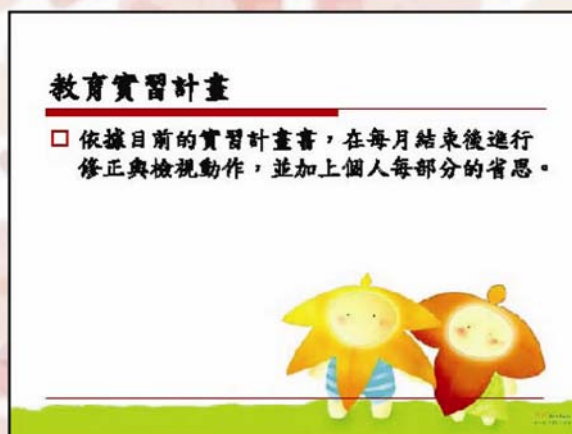 教育實習計畫
依據目前的實習計畫書，在每月結束後進行
修正與檢視動作，並加上個人每部分的省思。